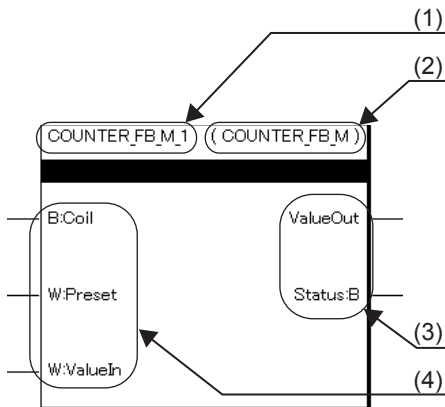 (1)
(2)
COUNTER_FB_M_1 ( COUNTER_FB_M )
B:Coil ValueOut
W:Preset Status:B
(3)
W:ValueIn
(4)